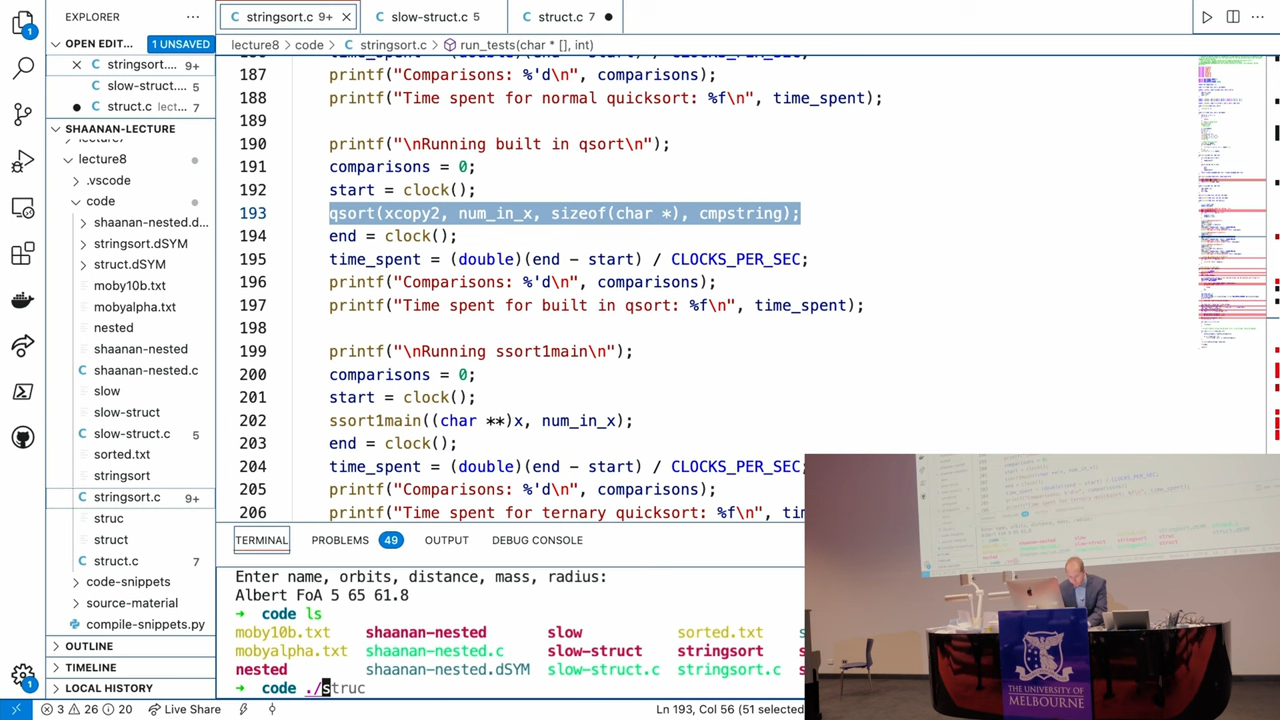 EXPLORER
OPEN EDIT...
1 UNSAVED
stringsort.... 9+
slow-struct.... 5
struct.c lect... 7
SHAANAN-LECTURE
lecture8
.vscode
code
shaanan-nested.d...
stringsort.dSYM
moby10b.txt
nested
shaanan-nested
shaanan-nested.c
slow
slow-struct
slow-struct.c 5
sorted.txt
stringsort
stringsort.c 9+
struc
struct
struct.c 7
code-snippets
source-material
compile-snippets.py
OUTLINE
TIMELINE
LOCAL HISTORY
stringsort.c 9+
slow-struct.c 5
struct.c 7
lecture8 > code > stringsort.c > run_tests(char * [], int)
187 printf("Comparisons: %'d\n", comparisons);
188 printf("Time spent for normal quicksort: %f\n", time_spent);
189
190 printf("\nRunning built in qsort\n");
191 comparisons = 0;
192 start = clock();
193 qsort(xcopy, num_in_x, sizeof(char *), cmpstring);
194 end = clock();
195 time_spent = (double)(end - start) / CLOCKS_PER_SEC;
196 printf("Comparisons: %'d\n", comparisons);
197 printf("Time spent for built in qsort: %f\n", time_spent);
198
199 printf("\nRunning ssort1main\n");
200 comparisons = 0;
201 start = clock();
202 ssort1main((char **)x, num_in_x);
203 end = clock();
204 time_spent = (double)(end - start) / CLOCKS_PER_SEC;
205 printf("Comparisons: %'d\n", comparisons);
206 printf("Time spent for ternary quicksort: %f\n",
TERMINAL PROBLEMS 49 OUTPUT DEBUG CONSOLE
Enter name, orbits, distance, mass, radius:
Albert FoA 5 65 61.8
→ code ls
moby10b.txt shaanan-nested slow sorted.txt
mobyalpha.txt shaanan-nested.c slow-struct stringsort
nested shaanan-nested.dSYM slow-struct.c stringsort.c
→ code ./struc
THE UNIVERSITY OF
MELBOURNE
3 26 20 Live Share
Ln 193, Col 56 (51 selected